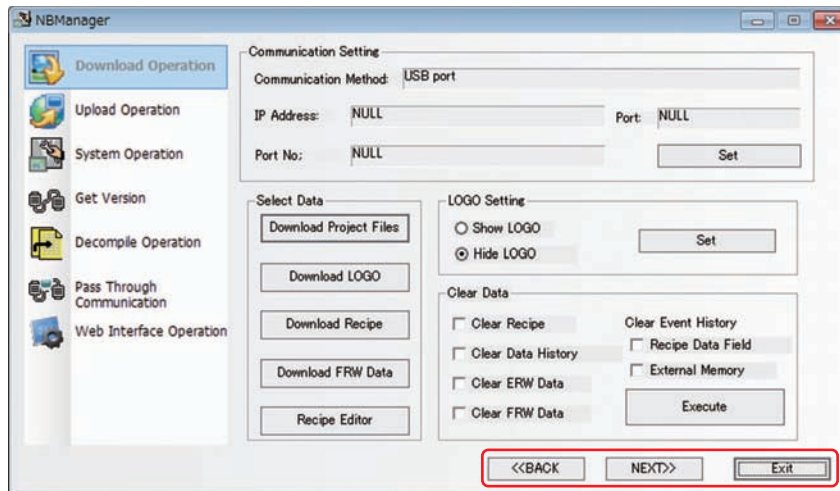 NBManager
Download Operation
Upload Operation
System Operation
Get Version
Decompile Operation
Pass Through
Communication
Web Interface Operation
Communication Setting
Communication Method: USB port
IP Address: NULL Port: NULL
Port No: NULL Set
Select Data
Download Project Files
Download LOGO
Download Recipe
Download FRW Data
Recipe Editor
LOGO Setting
Show LOGO
Hide LOGO
Set
Clear Data
Clear Recipe
Clear Data History
Clear ERW Data
Clear FRW Data
Clear Event History
Recipe Data Field
External Memory
Execute
<<BACK NEXT>> Exit